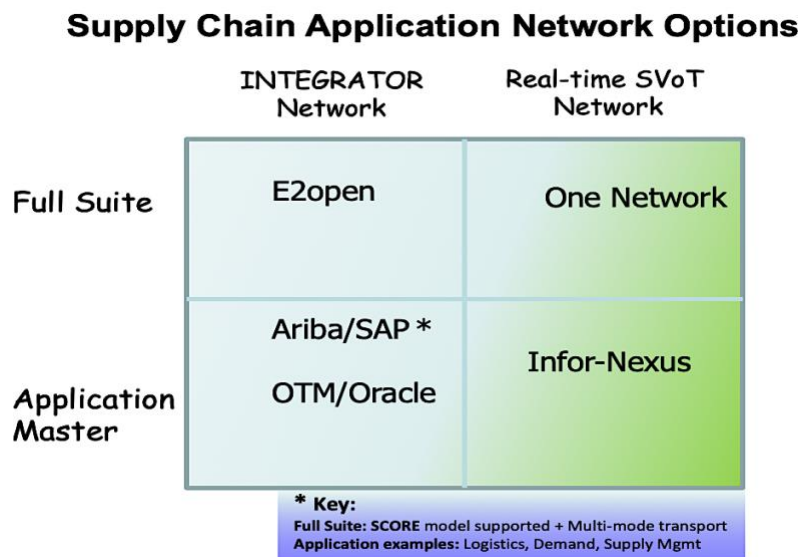 Supply Chain Application Network Options
INTEGRATOR
Network
Real-time SVoT
Network
Full Suite
E2open
One Network
Application
Master
Ariba/SAP *
OTM/Oracle
Infor-Nexus
* Key:
Full Suite: SCORE model supported + Multi-mode transport
Application examples: Logistics, Demand, Supply Mgmt